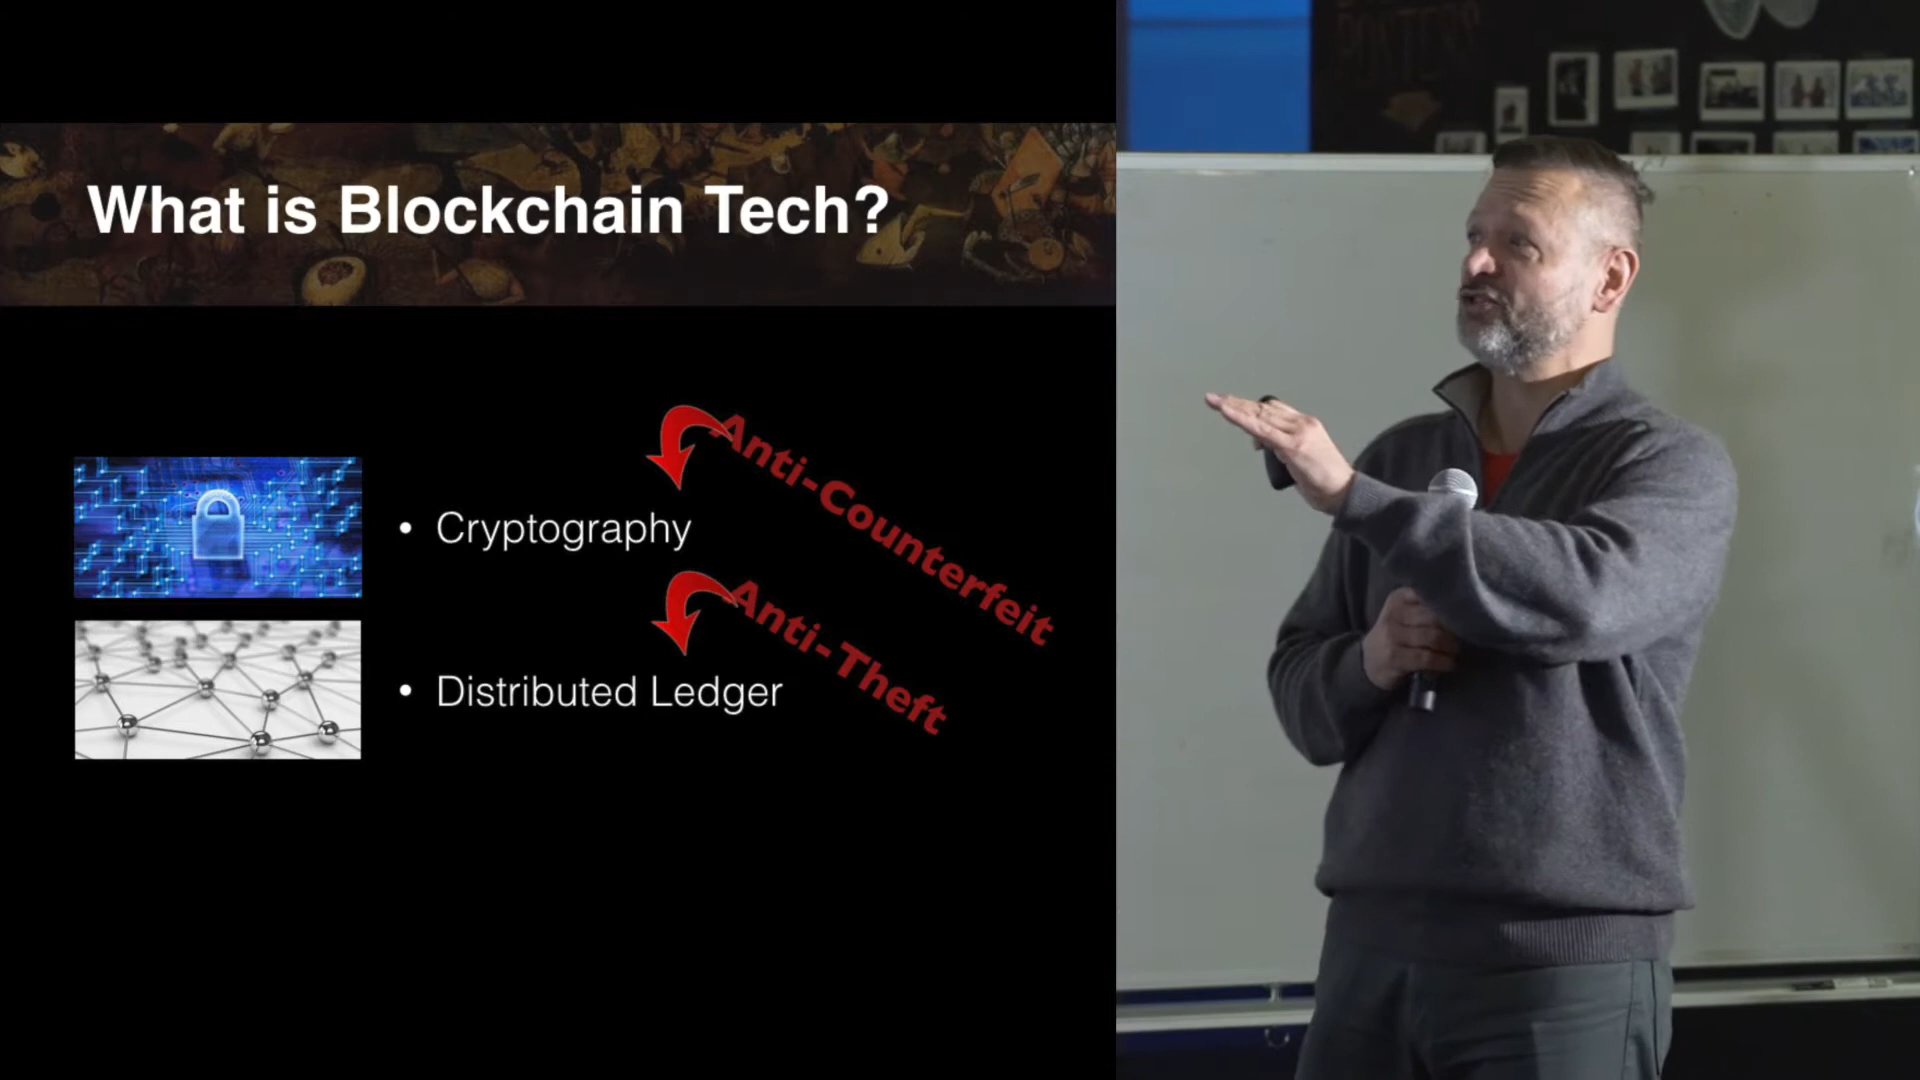 What is Blockchain Tech?
Anti-Counterfeit
• Cryptography
Anti-Theft
• Distributed Ledger